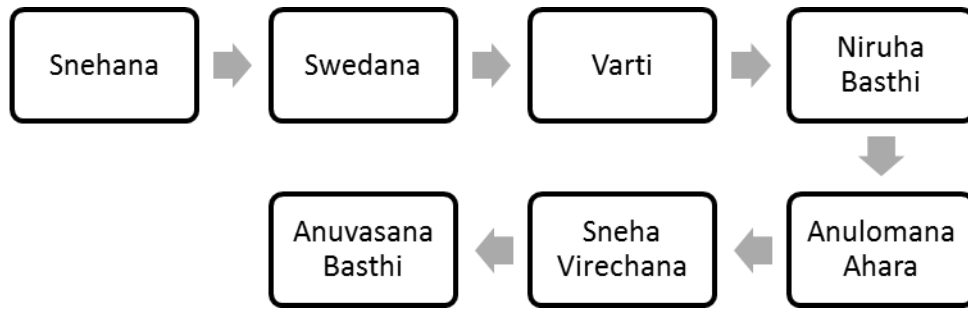 Snehana
Swedana
Varti
Niruha
Basthi
Anulomana
Ahara
Sneha
Virechana
Anuvasana
Basthi